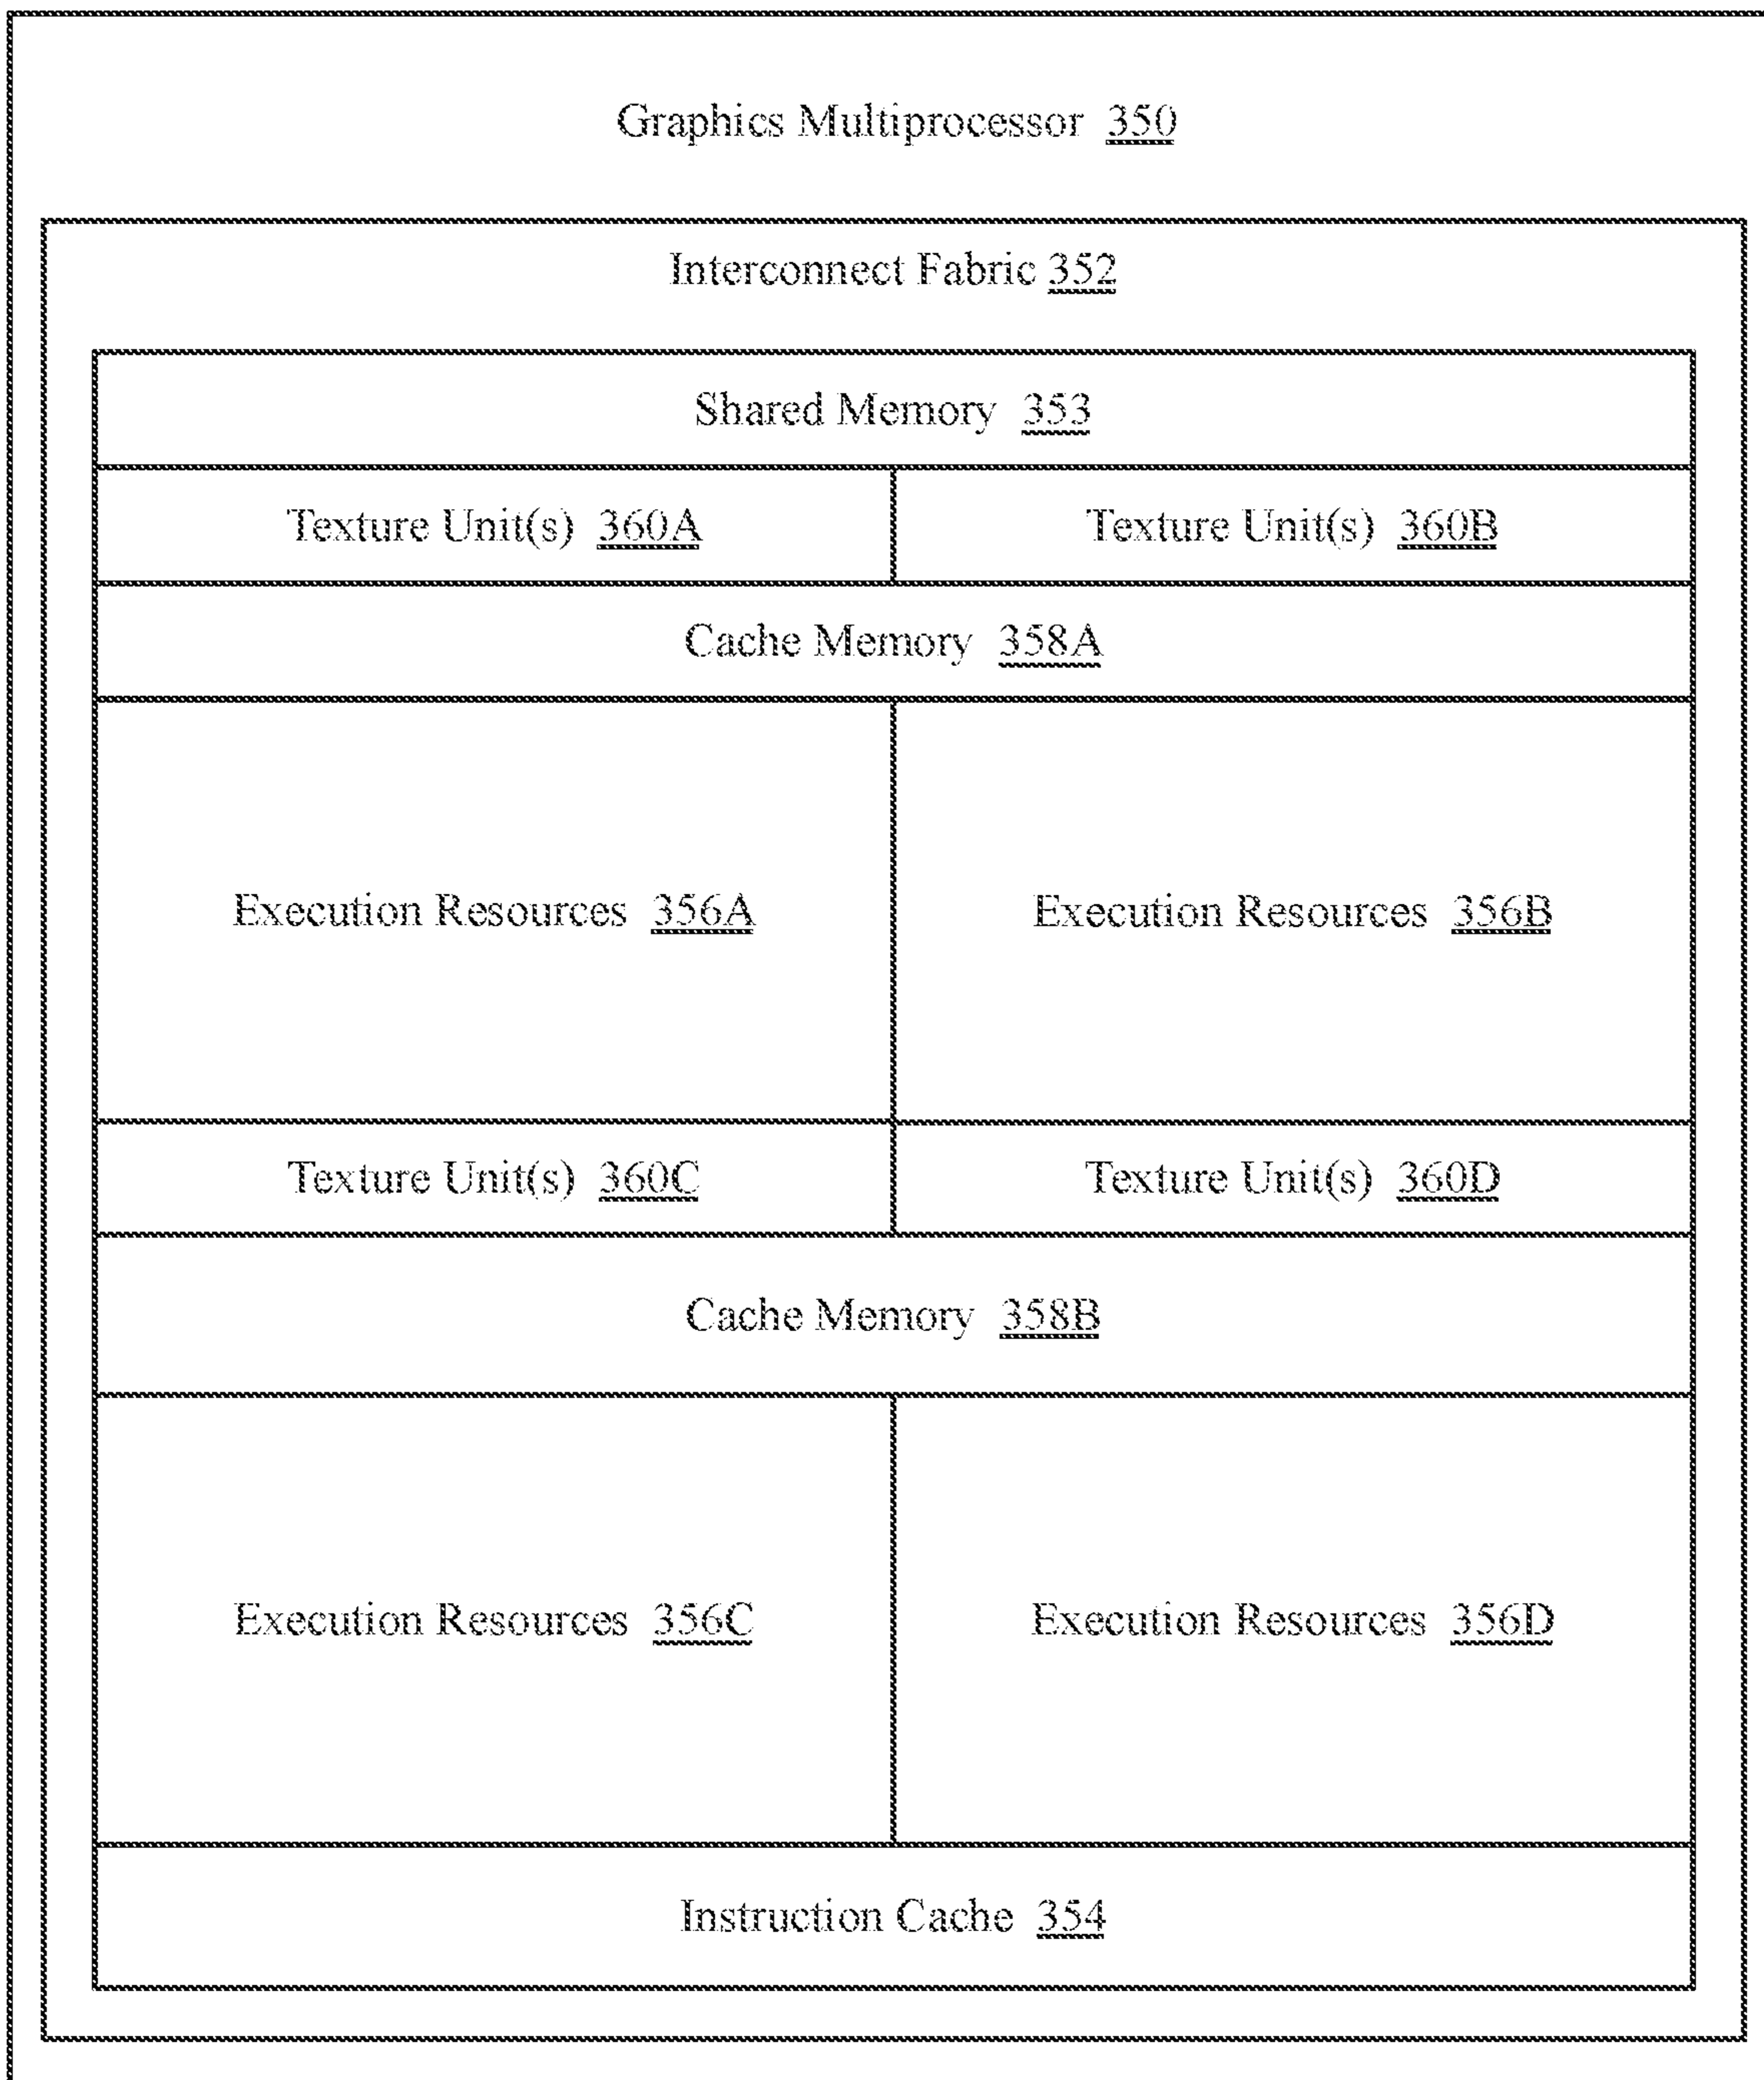 Graphics Multiprocessor 350
Interconnect Fabric 352
Shared Memory 353
Texture Unit(s) 360A
Texture Unit(s) 360B
Cache Memory 358A
Execution Resources 356A
Execution Resources 356B
Texture Unit(s) 360C
Texture Unit(s) 360D
Cache Memory 358B
Execution Resources 356C
Execution Resources 356D
Instruction Cache 354